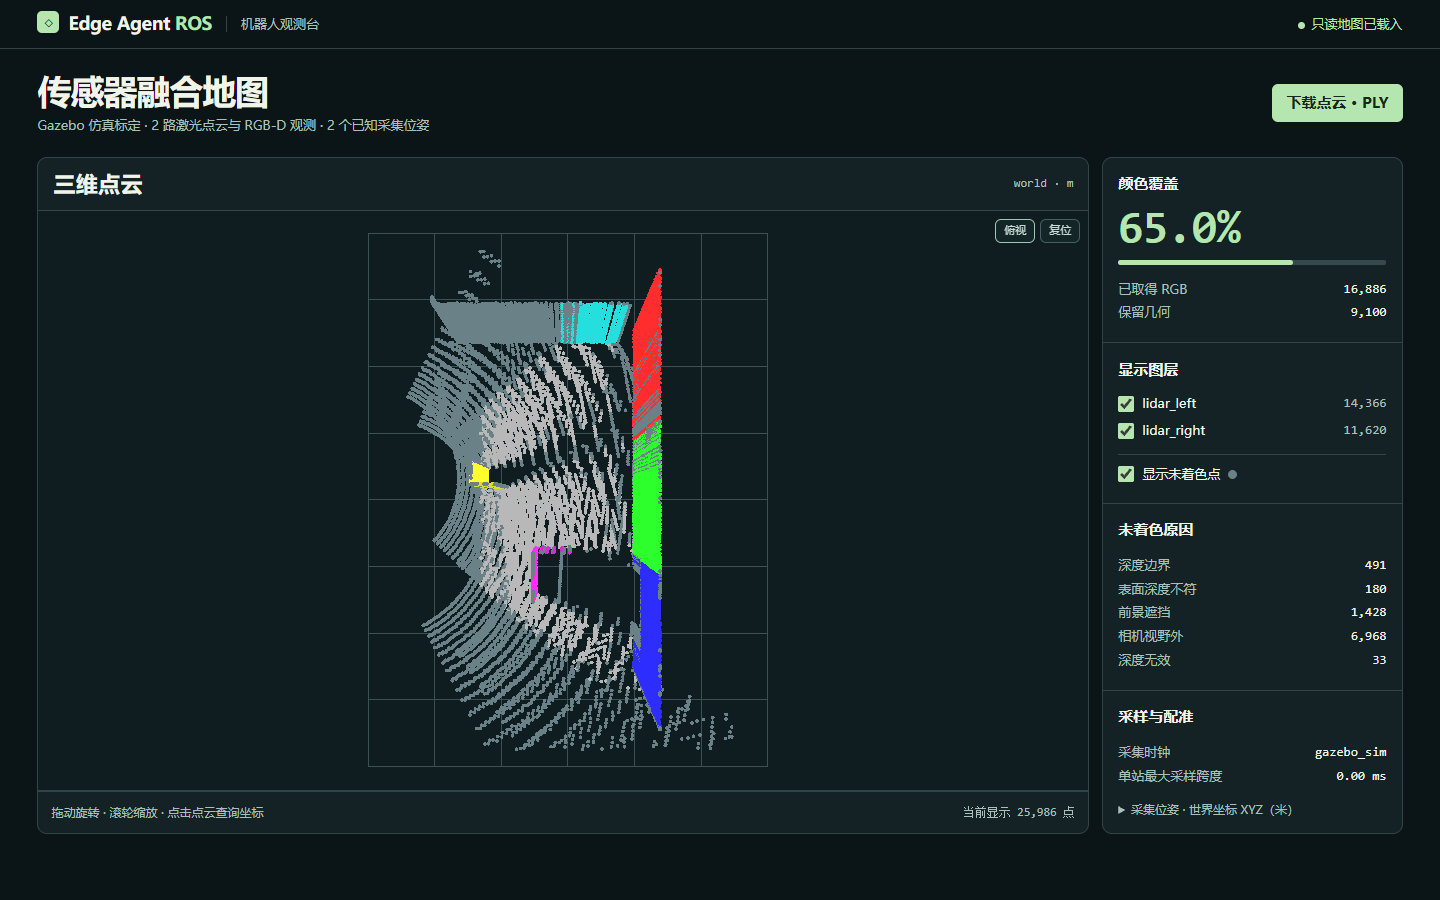 Edge Agent ROS
机器人观测台
只读地图已载入
传感器融合地图
Gazebo 仿真标定 · 2 路激光点云与 RGB-D 观测 · 2 个已知采集位姿
下载点云 • PLY
三维点云
world · m
俯视
复位
拖动旋转 · 滚轮缩放 · 点击点云查询坐标
当前显示 25,986 点
颜色覆盖
65.0%
已取得 RGB 16,886
保留几何 9,100
显示图层
lidar_left 14,366
lidar_right 11,620
显示未着色点
未着色原因
深度边界 491
表面深度不符 180
前景遮挡 1,428
相机视野外 6,968
深度无效 33
采样与配准
采集时钟 gazebo_sim
单站最大采样跨度 0.00 ms
采集位姿 · 世界坐标 XYZ（米）